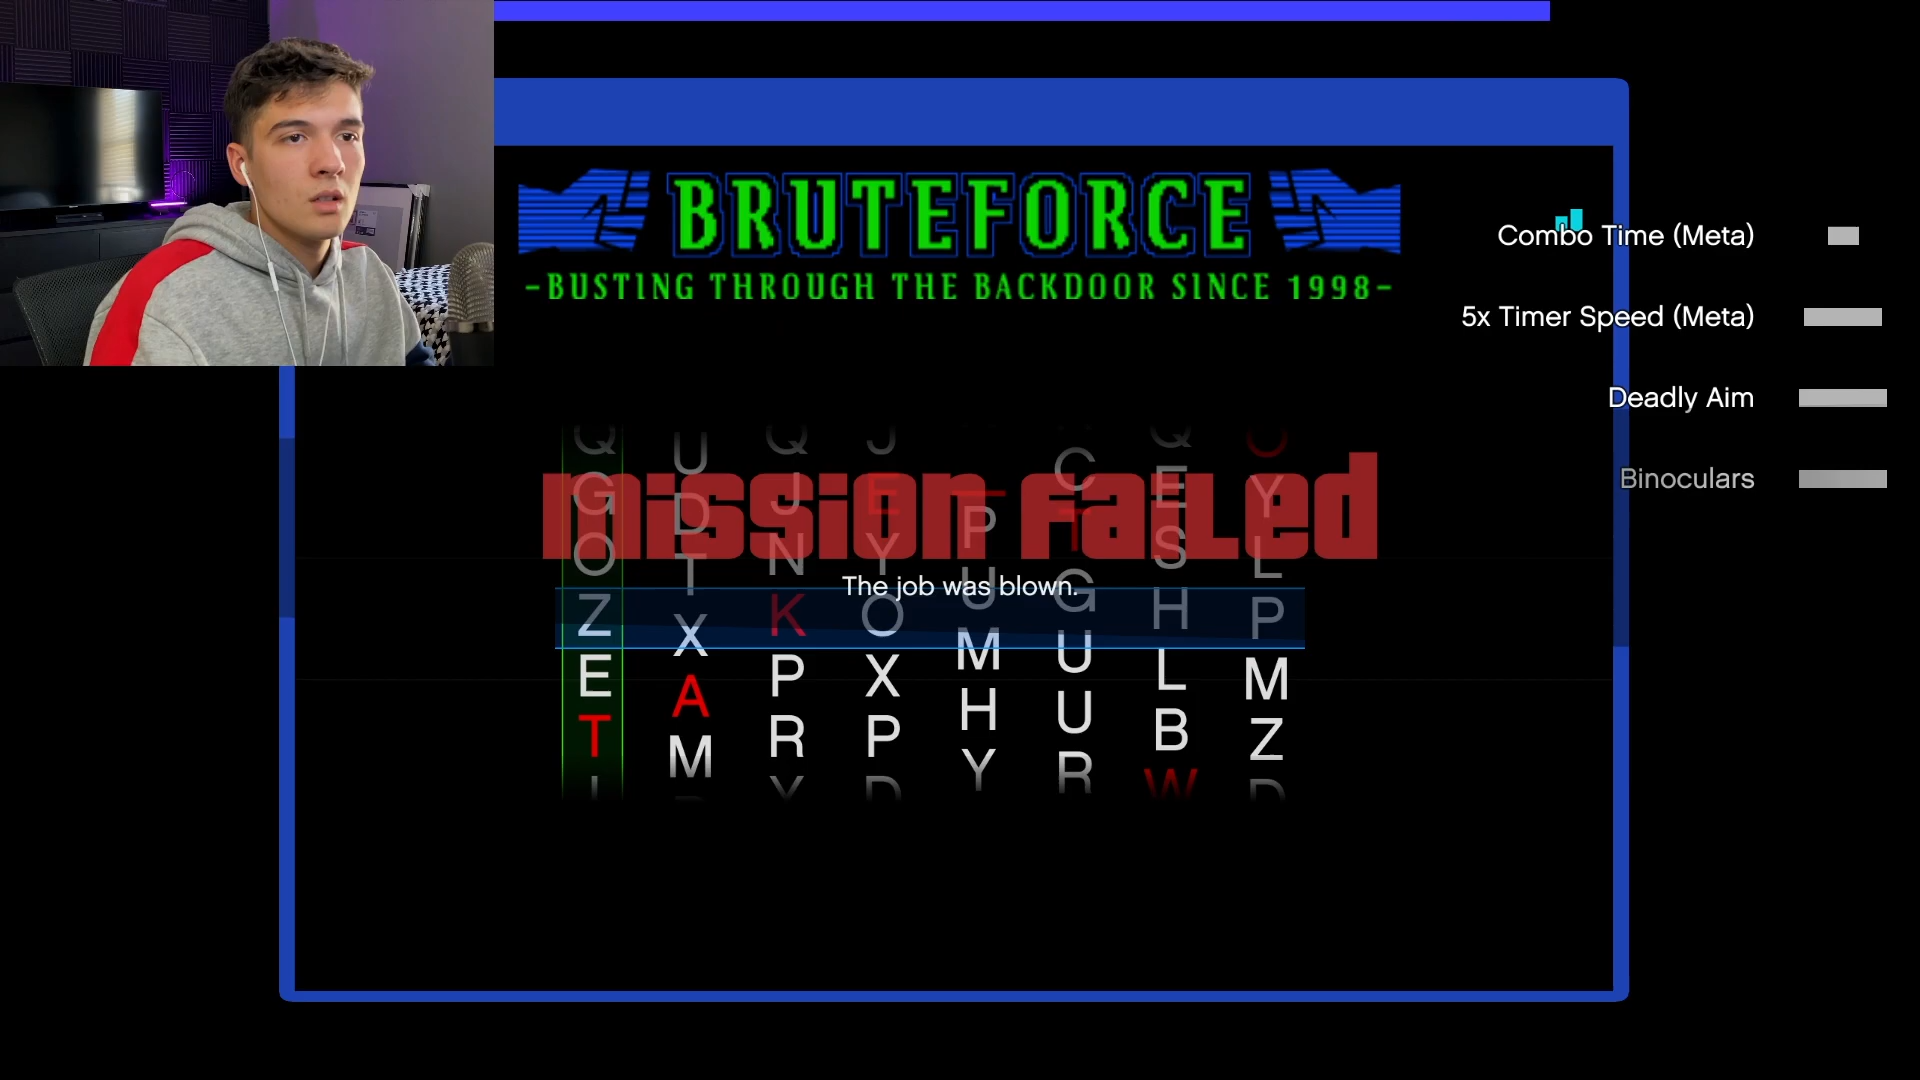 BRUTEFORCE
-BUSTING THROUGH THE BACKDOOR SINCE 1998-
Combo Time (Meta)
5x Timer Speed (Meta)
Deadly Aim
Binoculars
mission failed
The job was blown.
Q U Q J C Q O
G D J E T P T E Y
O T N Y U G S L
Z X K O M U H P
E A P X H U L M
T M R P Y R B Z
Y D W D